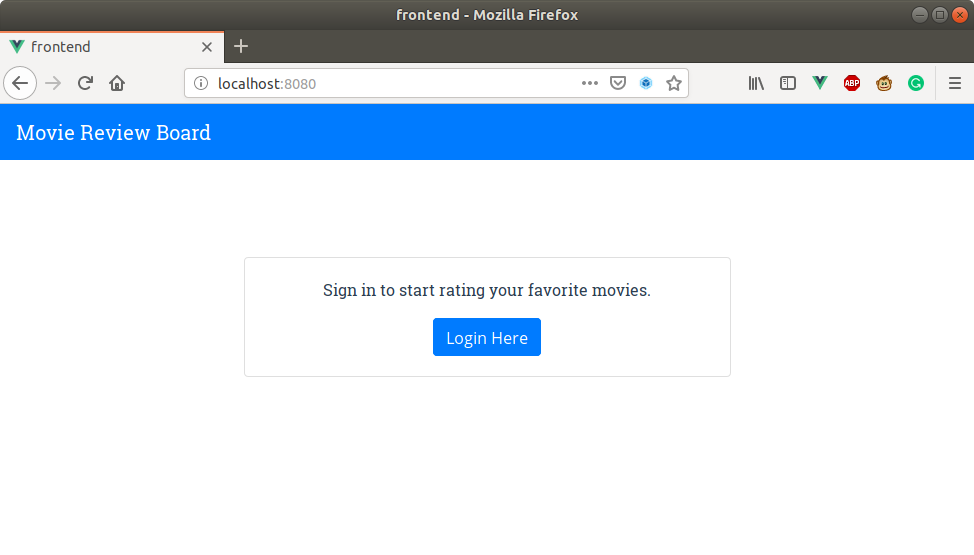 frontend - Mozilla Firefox
frontend
localhost:8080
ABP
Movie Review Board
Sign in to start rating your favorite movies.
Login Here